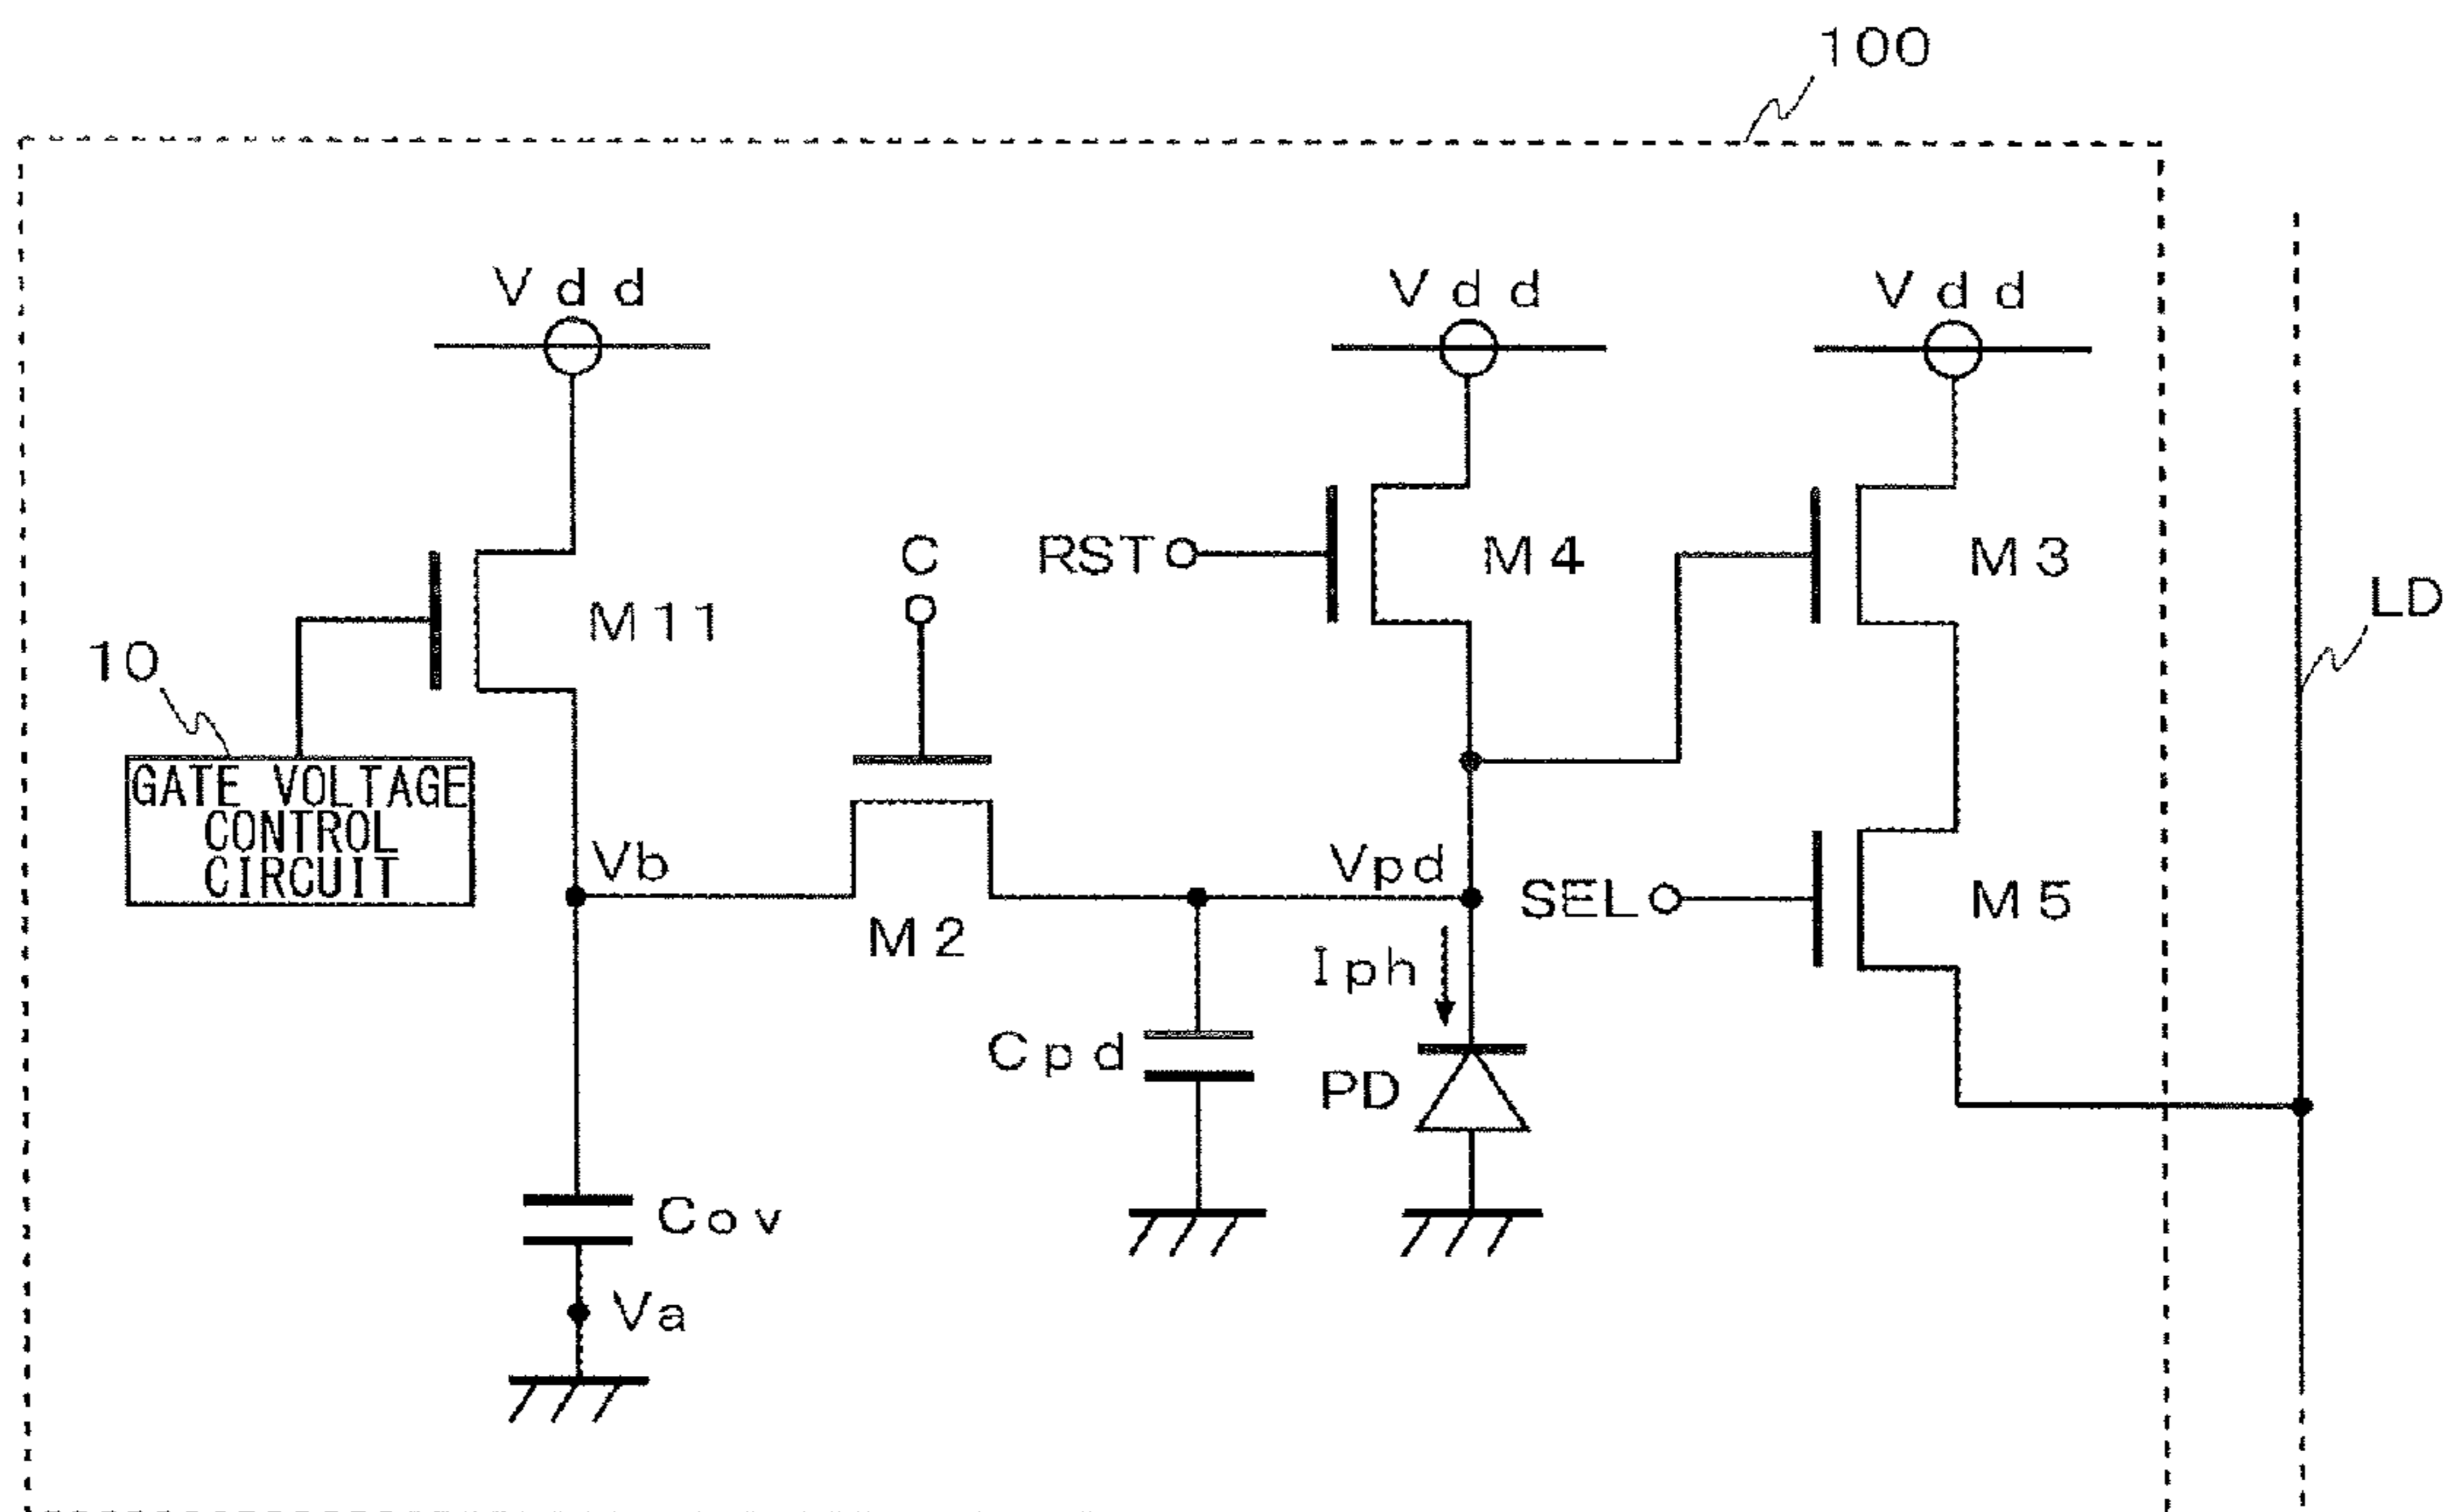 100
Vdd
Vdd
Vdd
C
RST
M4
M3
LD
M11
10
GATE VOLTAGE
CONTROL
CIRCUIT
Vb
Vpd
SEL
M5
M2
Iph
Cpd
PD
Cov
Va